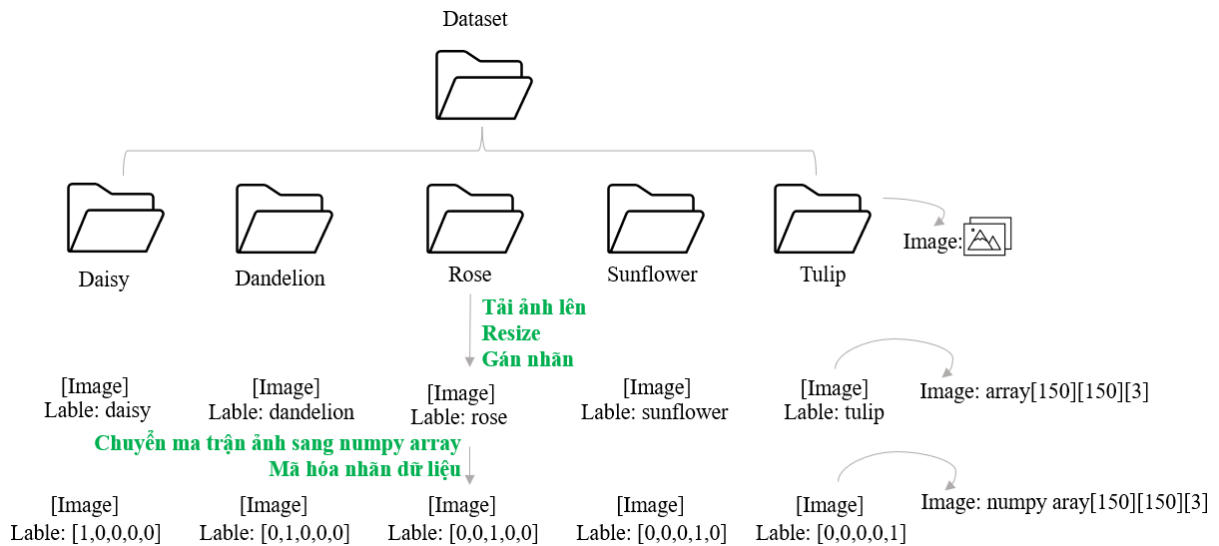 Dataset
Daisy
Dandelion
Rose
Sunflower
Tulip
Image:
Tải ảnh lên
Resize
Gán nhãn
[Image]
Lable: daisy
[Image]
Lable: dandelion
[Image]
Lable: rose
[Image]
Lable: sunflower
[Image]
Lable: tulip
Image: array[150][150][3]
Chuyển ma trận ảnh sang numpy array
Mã hóa nhãn dữ liệu
[Image]
Lable: [1,0,0,0,0]
[Image]
Lable: [0,1,0,0,0]
[Image]
Lable: [0,0,1,0,0]
[Image]
Lable: [0,0,0,1,0]
[Image]
Lable: [0,0,0,0,1]
Image: numpy aray[150][150][3]